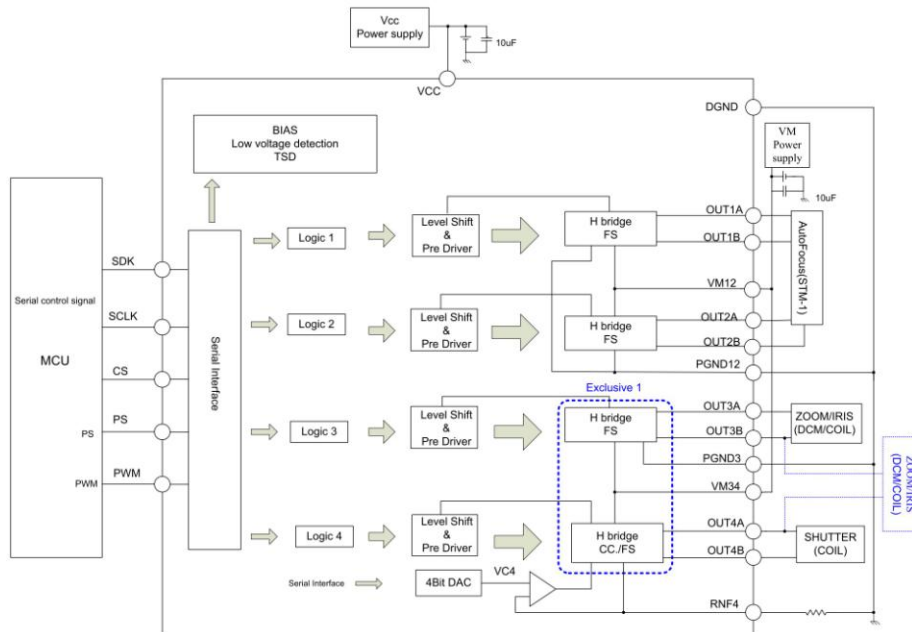 Vcc
Power supply
10uF
VCC
DGND
BIAS
Low voltage detection
TSD
VM
Power
supply
10uF
MCU
Serial control signal
SDK
SCLK
CS
PS
PS
PWM
PWM
Serial Interface
Logic 1
Level Shift
&
Pre Driver
H bridge
FS
OUT1A
OUT1B
AutoFocus(STM-1)
VM12
Logic 2
Level Shift
&
Pre Driver
H bridge
FS
OUT2A
OUT2B
PGND12
Exclusive 1
Logic 3
Level Shift
&
Pre Driver
H bridge
FS
OUT3A
OUT3B
ZOOM/IRIS
(DCM/COIL)
PGND3
VM34
ZOOM/IRIS
(DCM/COIL)
Logic 4
Level Shift
&
Pre Driver
H bridge
CC./FS
OUT4A
OUT4B
SHUTTER
(COIL)
Serial Interface
4Bit DAC
VC4
RNF4